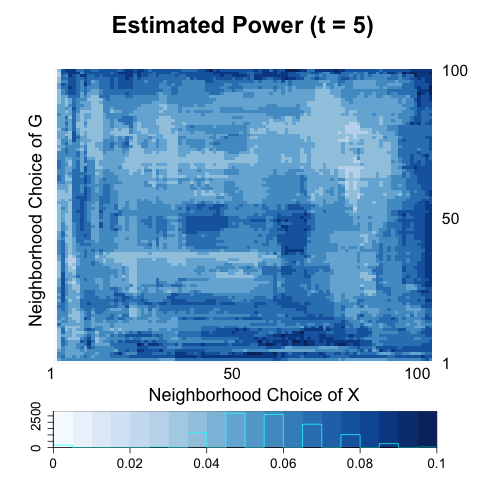 Estimated Power (t = 5)
Neighborhood Choice of G
100
50
1
1 50 100
Neighborhood Choice of X
0 2500
0 0.02 0.04 0.06 0.08 0.1